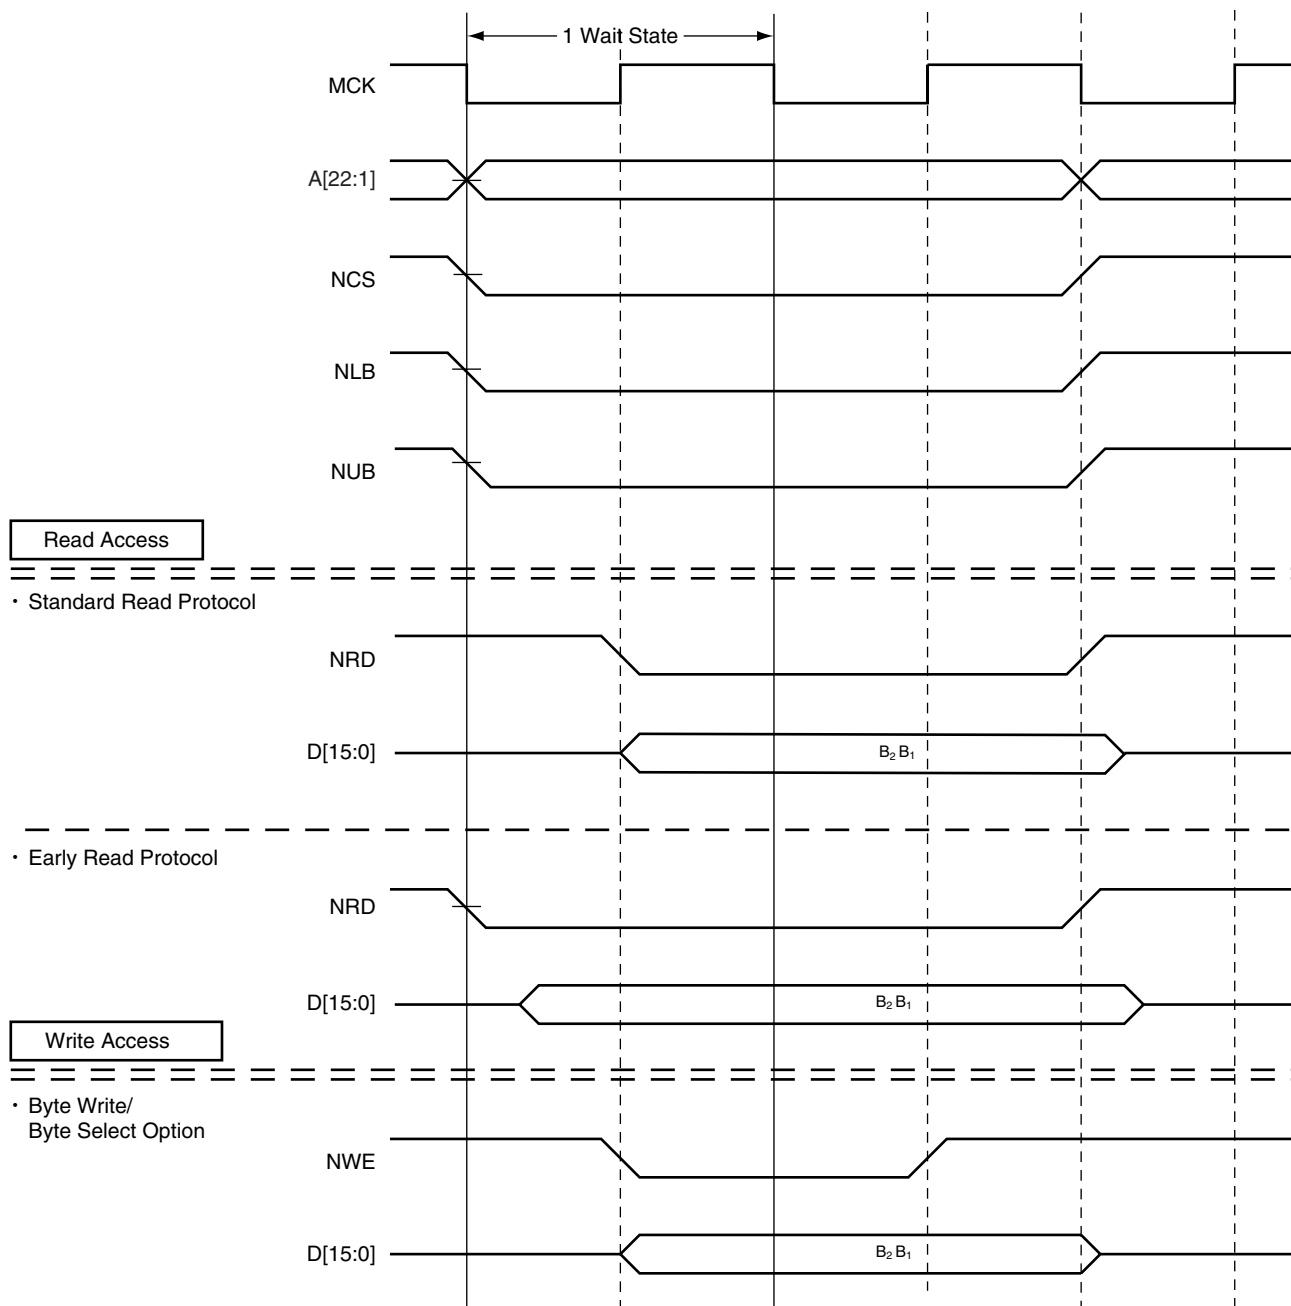 1 Wait State
MCK
A[22:1]
NCS
NLB
NUB
Read Access
· Standard Read Protocol
NRD
D[15:0]
B₂ B₁
· Early Read Protocol
NRD
D[15:0]
B₂ B₁
Write Access
· Byte Write/
Byte Select Option
NWE
D[15:0]
B₂ B₁